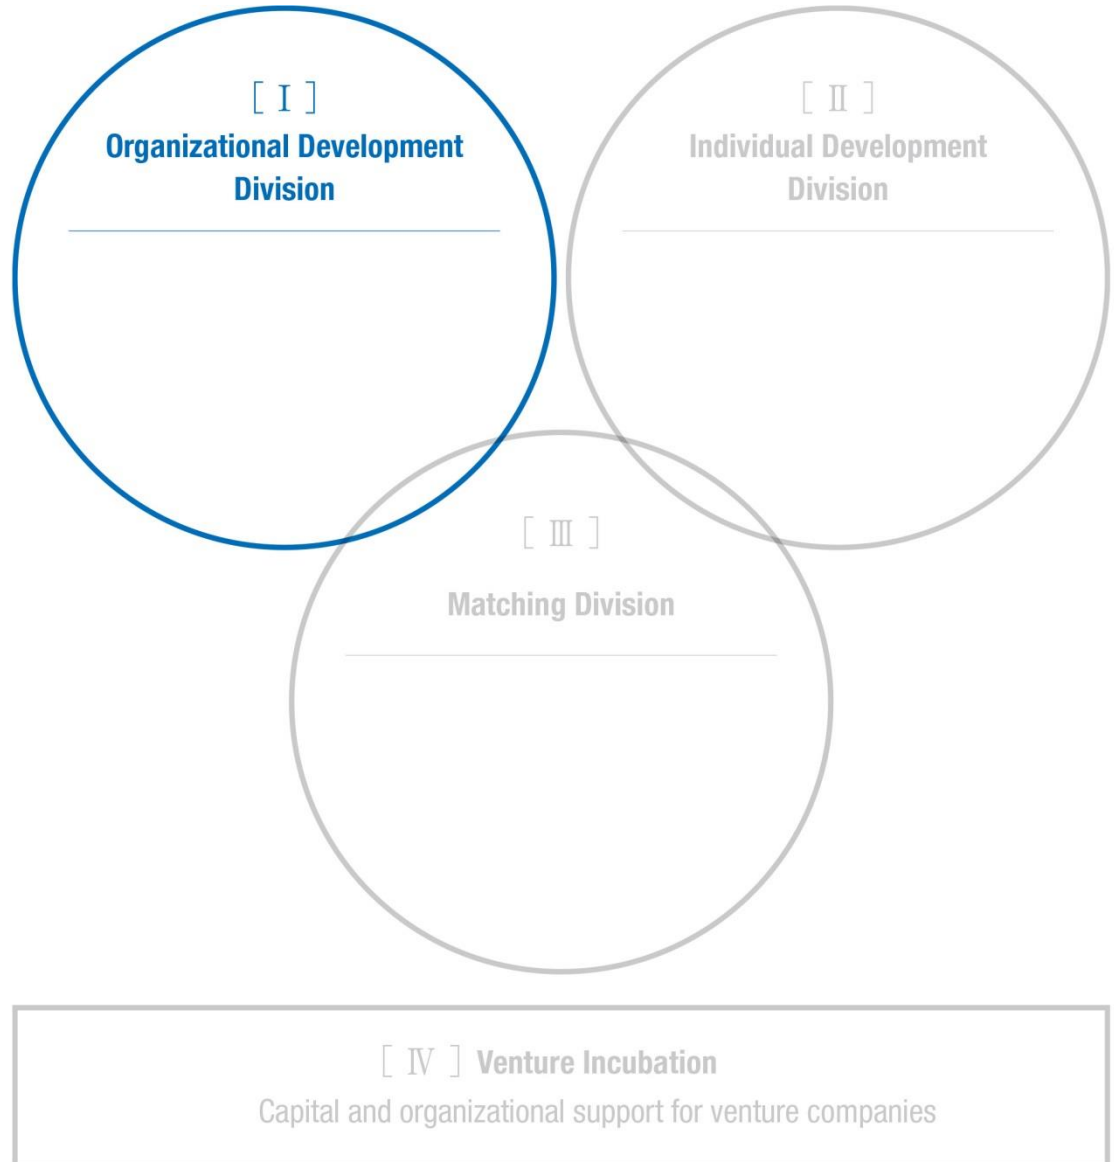 [ Ⅰ ]
Organizational Development
Division
[ Ⅱ ]
Individual Development
Division
[ Ⅲ ]
Matching Division
[ Ⅳ ] Venture Incubation
Capital and organizational support for venture companies